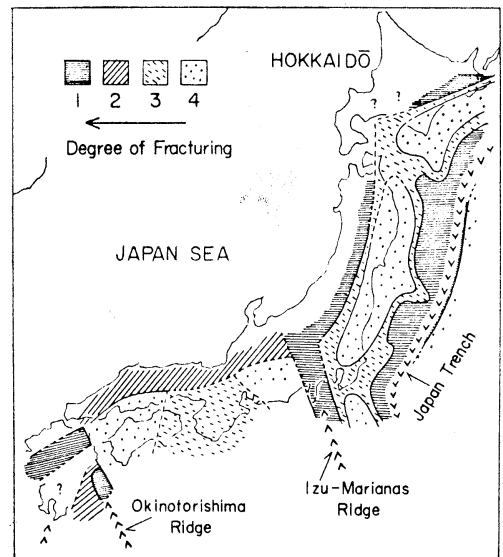 HOKKAIDŌ
? ?
1 2 3 4
Degree of Fracturing
JAPAN SEA
Japan Trench
?
Izu-Marianas
Ridge
Okinotorishima
Ridge